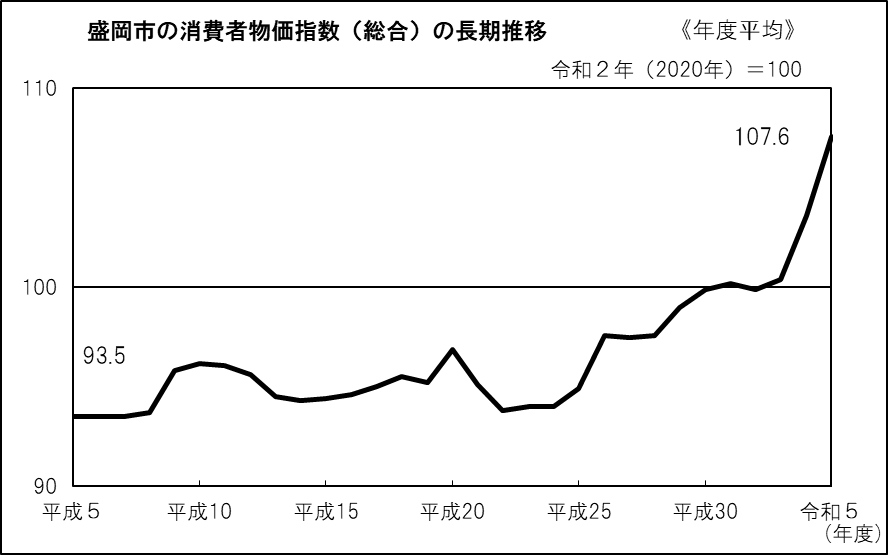 盛岡市の消費者物価指数（総合）の長期推移　《年度平均》
令和２年（2020年）＝100
110
107.6
100
93.5
90
平成５ 平成10 平成15 平成20 平成25 平成30 令和５
（年度）